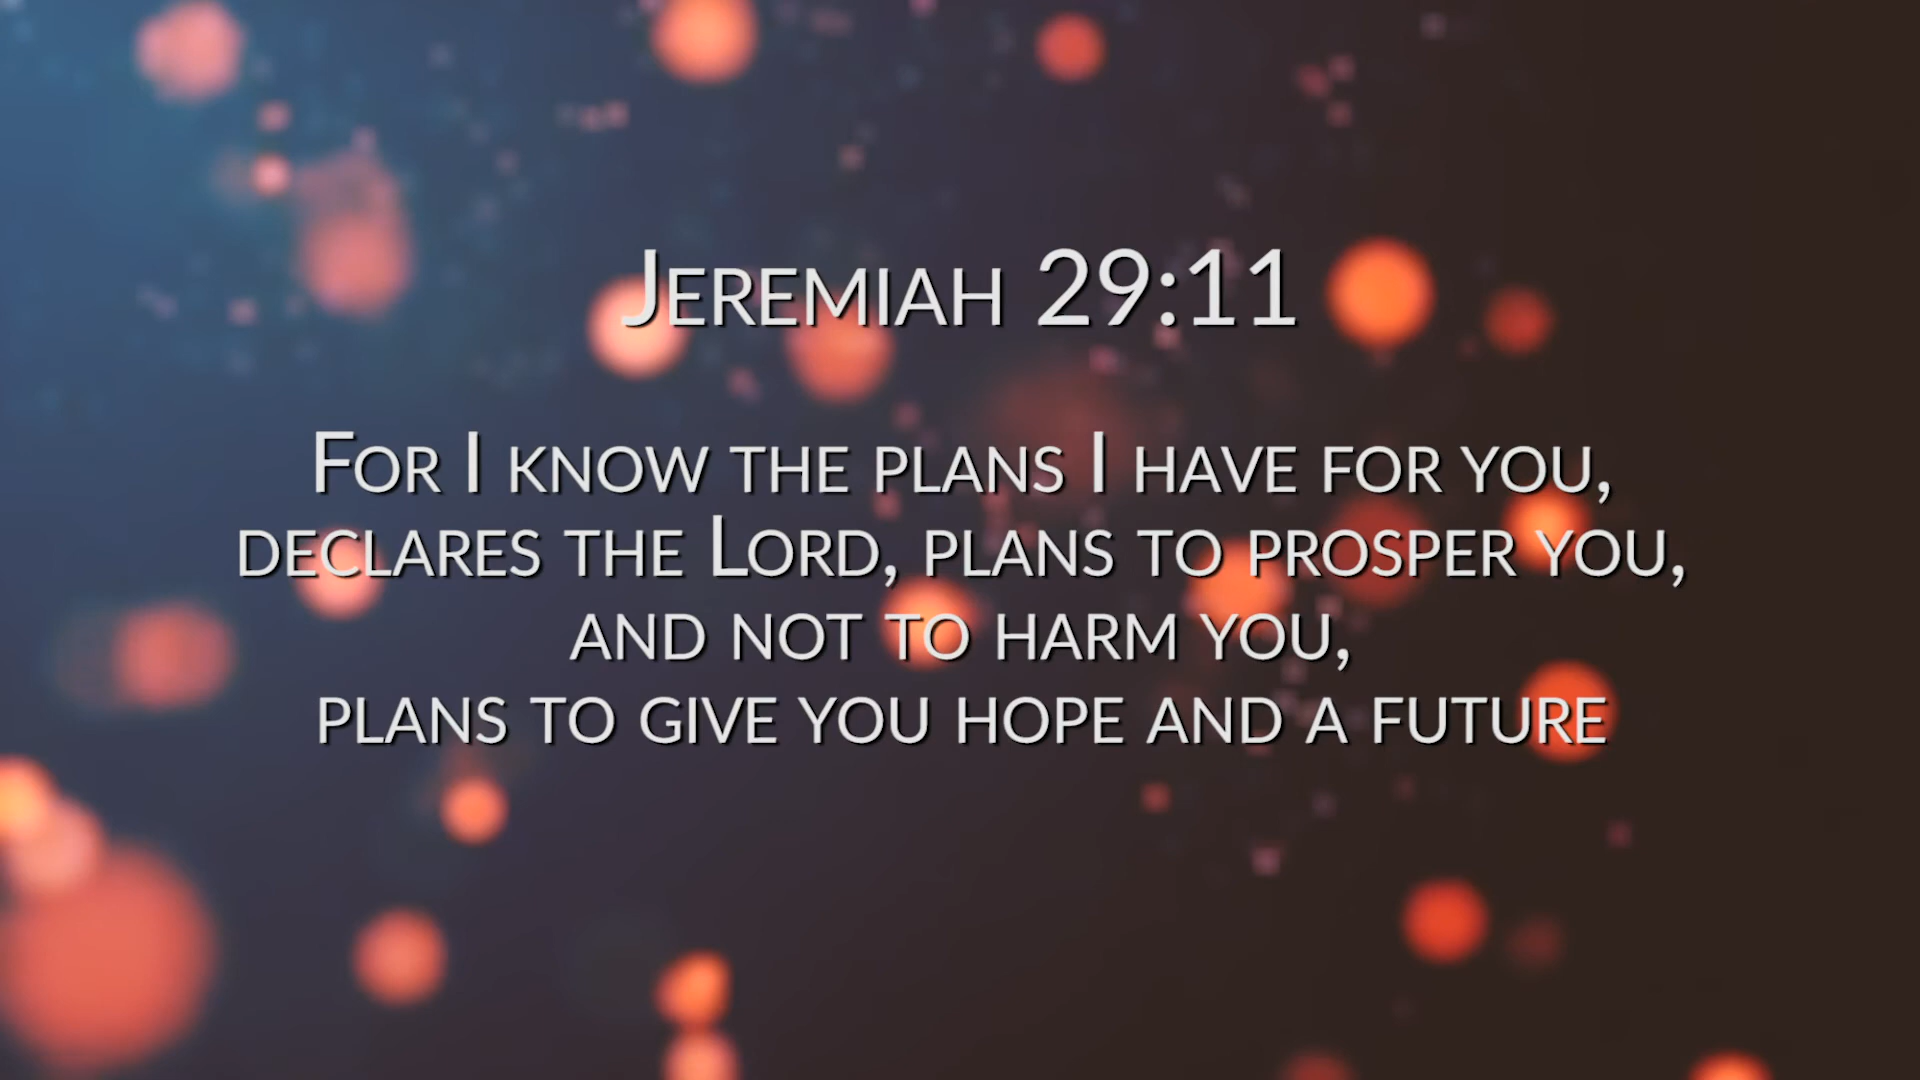 Jeremiah 29:11
For I know the plans I have for you,
declares the Lord, plans to prosper you,
and not to harm you,
plans to give you hope and a future